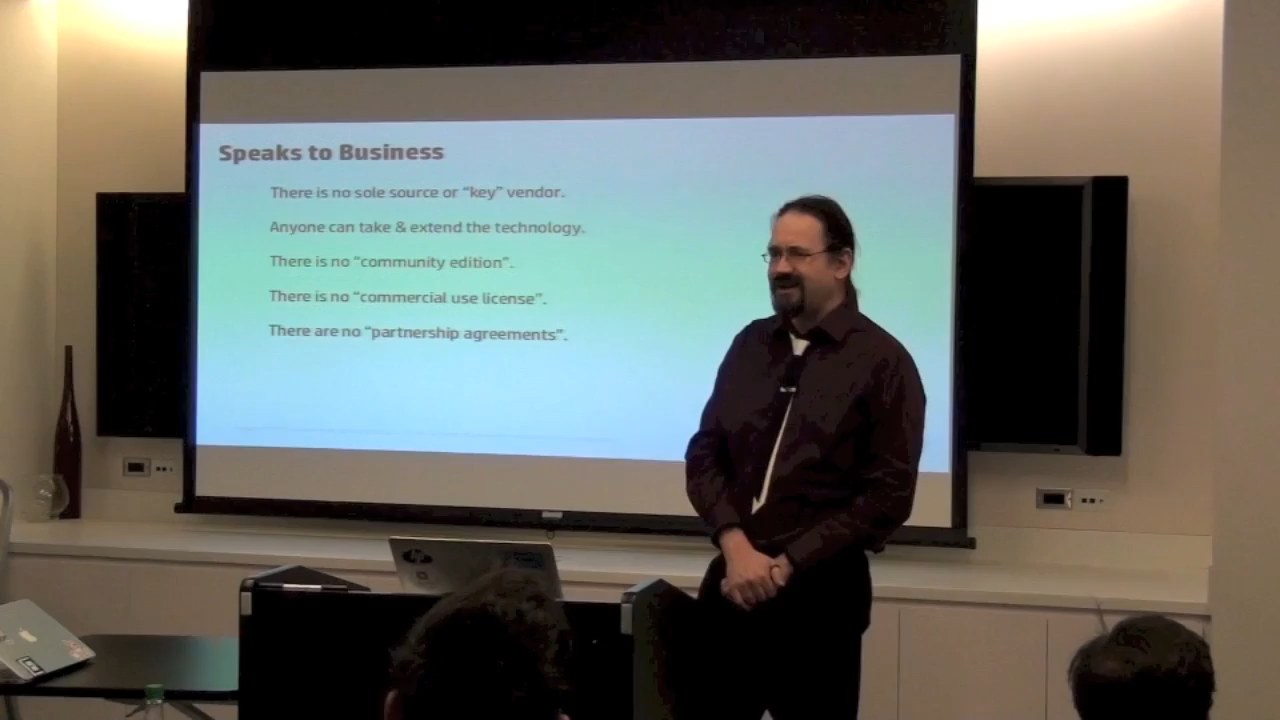 Speaks to Business
There is no sole source or “key” vendor.
Anyone can take & extend the technology.
There is no “community edition”.
There is no “commercial use license”.
There are no “partnership agreements”.
hp